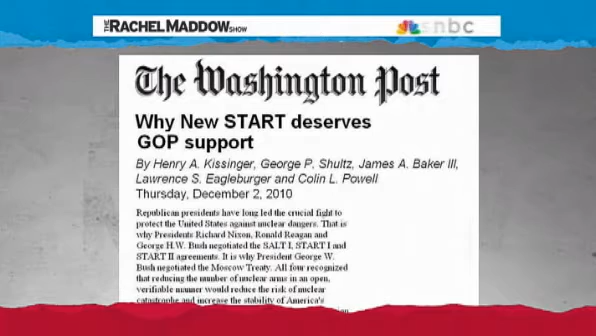 THE RACHEL MADDOW SHOW
msnbc
The Washington Post
Why New START deserves
GOP support
By Henry A. Kissinger, George P. Shultz, James A. Baker III,
Lawrence S. Eagleburger and Colin L. Powell
Thursday, December 2, 2010
Republican presidents have long led the crucial fight to
protect the United States against nuclear dangers. That is
why Presidents Richard Nixon, Ronald Reagan and
George H.W. Bush negotiated the SALT I, START I and
START II agreements. It is why President George W.
Bush negotiated the Moscow Treaty. All four recognized
that reducing the number of nuclear arms in an open,
verifiable manner would reduce the risk of nuclear
catastrophe and increase the stability of America's